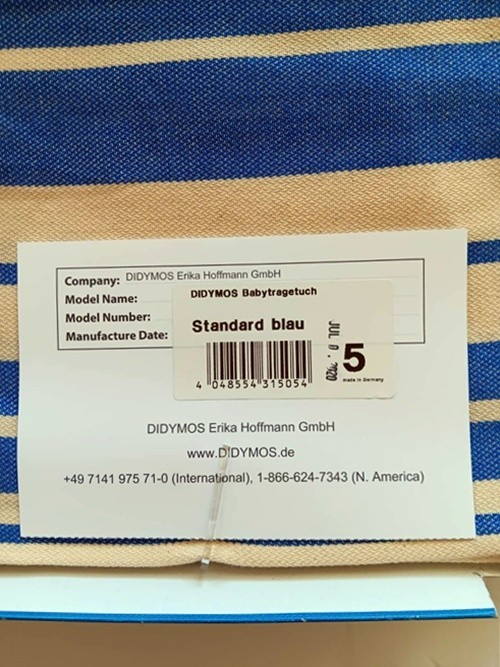 Company: DIDYMOS Erika Hoffmann GmbH
Model Name:
Model Number:
Manufacture Date:
DIDYMOS Babytragetuch
Standard blau
JUL
5
made in Germany
4 048554 315054
DIDYMOS Erika Hoffmann GmbH
www.DIDYMOS.de
+49 7141 975 71-0 (International), 1-866-624-7343 (N. America)